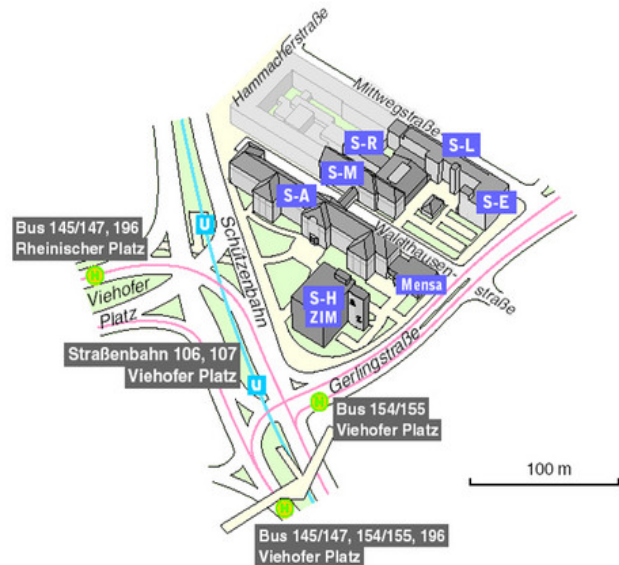 Hammacherstraße
Mittwegstraße
S-R
S-L
S-M
S-A
S-E
Bus 145/147, 196
Rheinischer Platz
U
Schützenbahn
Waldthausen-
straße
H
Viehofer
Platz
S-H
ZIM
Mensa
Straßenbahn 106, 107
Viehofer Platz
U
Gerlingstraße
H
Bus 154/155
Viehofer Platz
100 m
H
Bus 145/147, 154/155, 196
Viehofer Platz